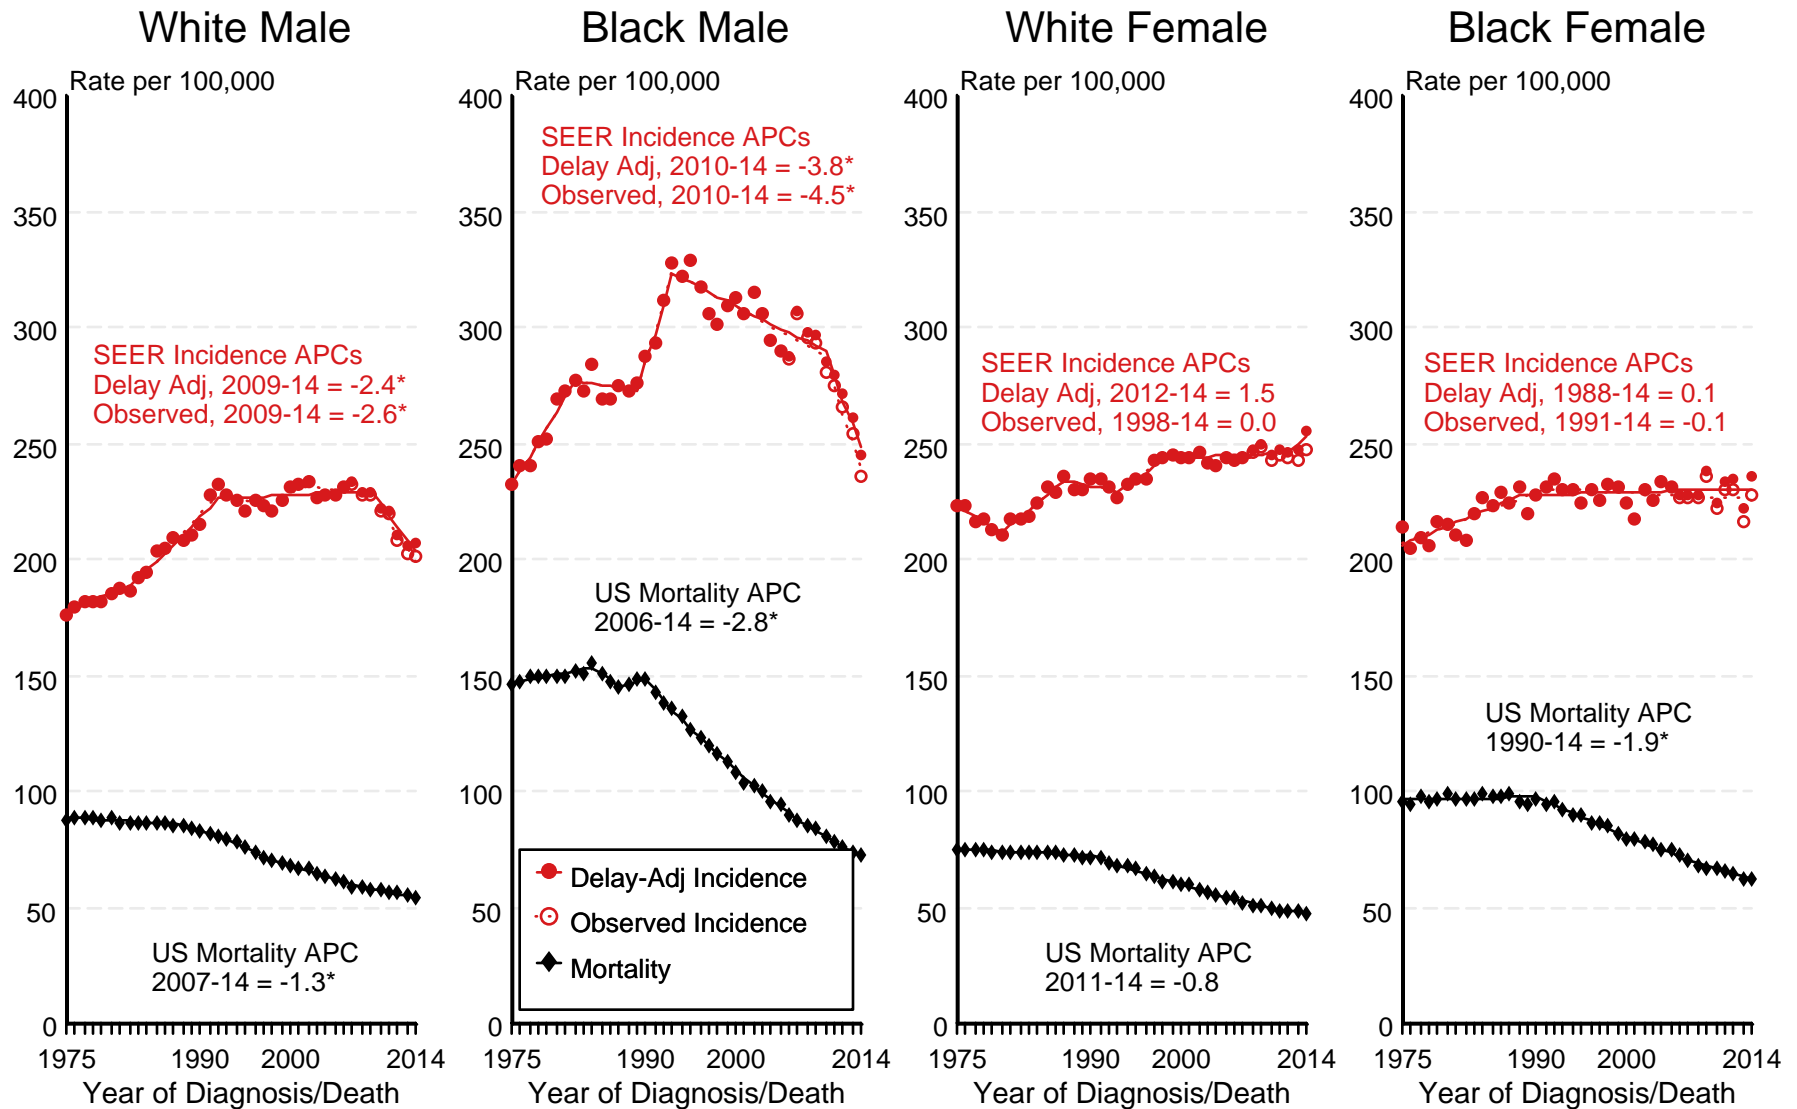 White Male
Rate per 100,000
400
350
300
250
200
150
100
50
0
SEER Incidence APCs
Delay Adj, 2009-14 = -2.4*
Observed, 2009-14 = -2.6*
US Mortality APC
2007-14 = -1.3*
1975 1990 2000 2014
Year of Diagnosis/Death
Black Male
Rate per 100,000
400
350
300
250
200
150
100
50
0
SEER Incidence APCs
Delay Adj, 2010-14 = -3.8*
Observed, 2010-14 = -4.5*
US Mortality APC
2006-14 = -2.8*
Delay-Adj Incidence
Observed Incidence
Mortality
1975 1990 2000 2014
Year of Diagnosis/Death
White Female
Rate per 100,000
400
350
300
250
200
150
100
50
0
SEER Incidence APCs
Delay Adj, 2012-14 = 1.5
Observed, 1998-14 = 0.0
US Mortality APC
2011-14 = -0.8
1975 1990 2000 2014
Year of Diagnosis/Death
Black Female
Rate per 100,000
400
350
300
250
200
150
100
50
0
SEER Incidence APCs
Delay Adj, 1988-14 = 0.1
Observed, 1991-14 = -0.1
US Mortality APC
1990-14 = -1.9*
1975 1990 2000 2014
Year of Diagnosis/Death